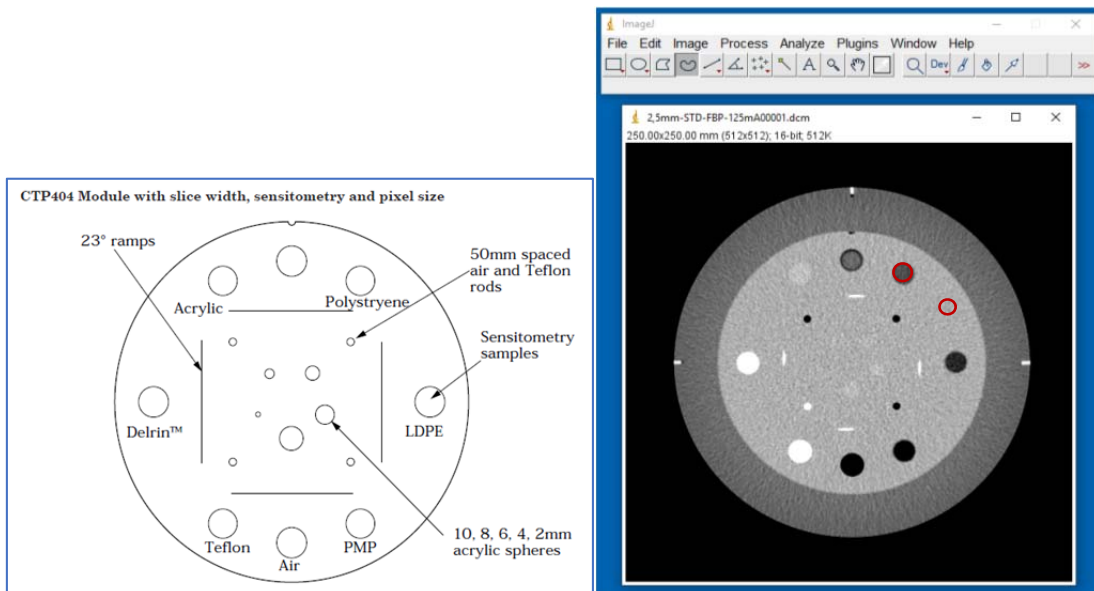 CTP404 Module with slice width, sensitometry and pixel size
23° ramps
50mm spaced
air and Teflon
rods
Acrylic
Polystryene
Sensitometry
samples
Delrin™
LDPE
Teflon
Air
PMP
10, 8, 6, 4, 2mm
acrylic spheres
ImageJ
File Edit Image Process Analyze Plugins Window Help
A Dev >>
2,5mm-STD-FBP-125mA00001.dcm
250.00x250.00 mm (512x512); 16-bit; 512K